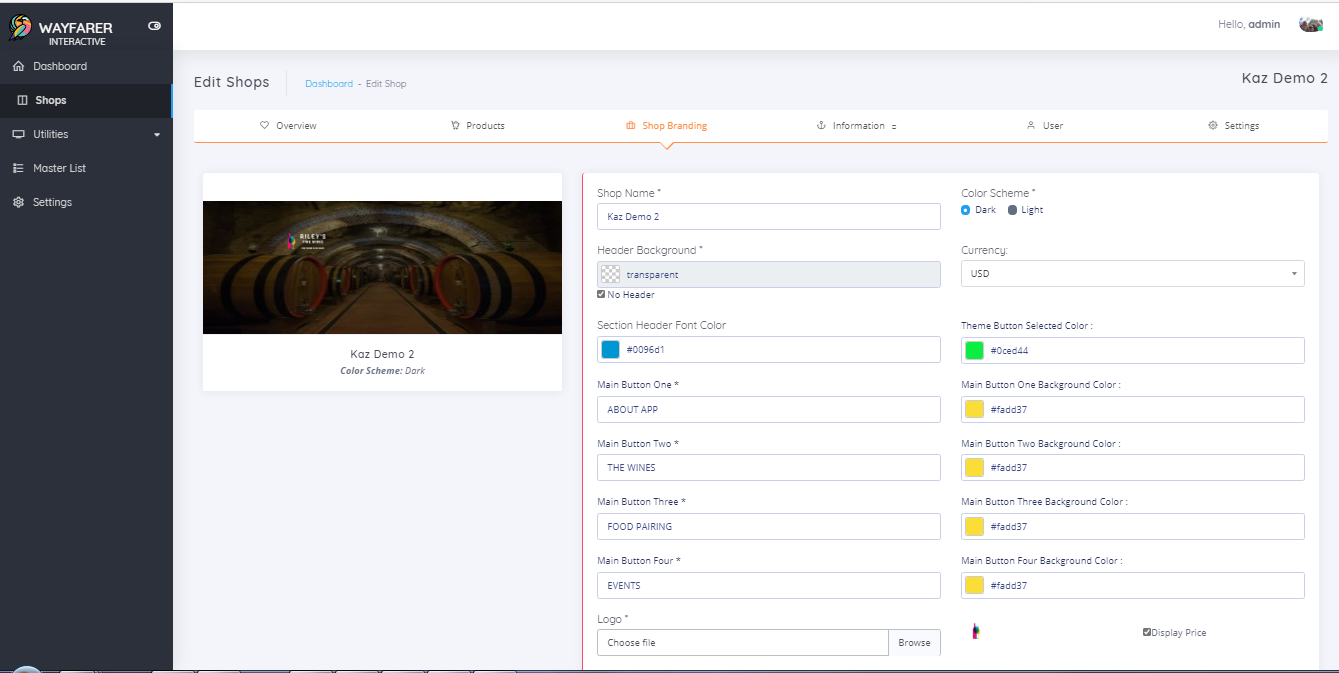 WAYFARER
INTERACTIVE
Hello, admin
Dashboard
Shops
Utilities
Master List
Settings
Edit Shops
Dashboard - Edit Shop
Kaz Demo 2
Overview
Products
Shop Branding
Information
User
Settings
RILEY'S
FINE WINES
Kaz Demo 2
Color Scheme: Dark
Shop Name *
Kaz Demo 2
Color Scheme *
Dark
Light
Header Background *
transparent
No Header
Currency:
USD
Section Header Font Color
#0096d1
Theme Button Selected Color :
#0ced44
Main Button One *
ABOUT APP
Main Button One Background Color :
#fadd37
Main Button Two *
THE WINES
Main Button Two Background Color :
#fadd37
Main Button Three *
FOOD PAIRING
Main Button Three Background Color :
#fadd37
Main Button Four *
EVENTS
Main Button Four Background Color :
#fadd37
Logo *
Choose file
Browse
Display Price